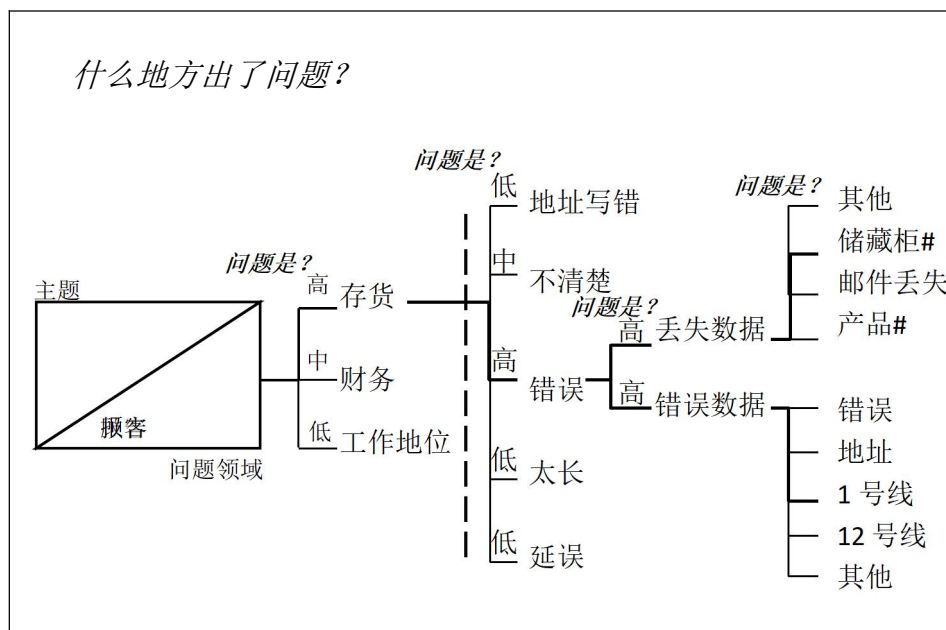 什么地方出了问题？
问题是？
问题是？
低
地址写错
其他
中
不清楚
储藏柜#
问题是？
主题
高
存货
问题是？
邮件丢失
高
丢失数据
产品#
中
财务
高
错误
高
错误数据
错误
顾客
低
工作地位
问题领域
低
太长
地址
1 号线
12 号线
低
延误
其他